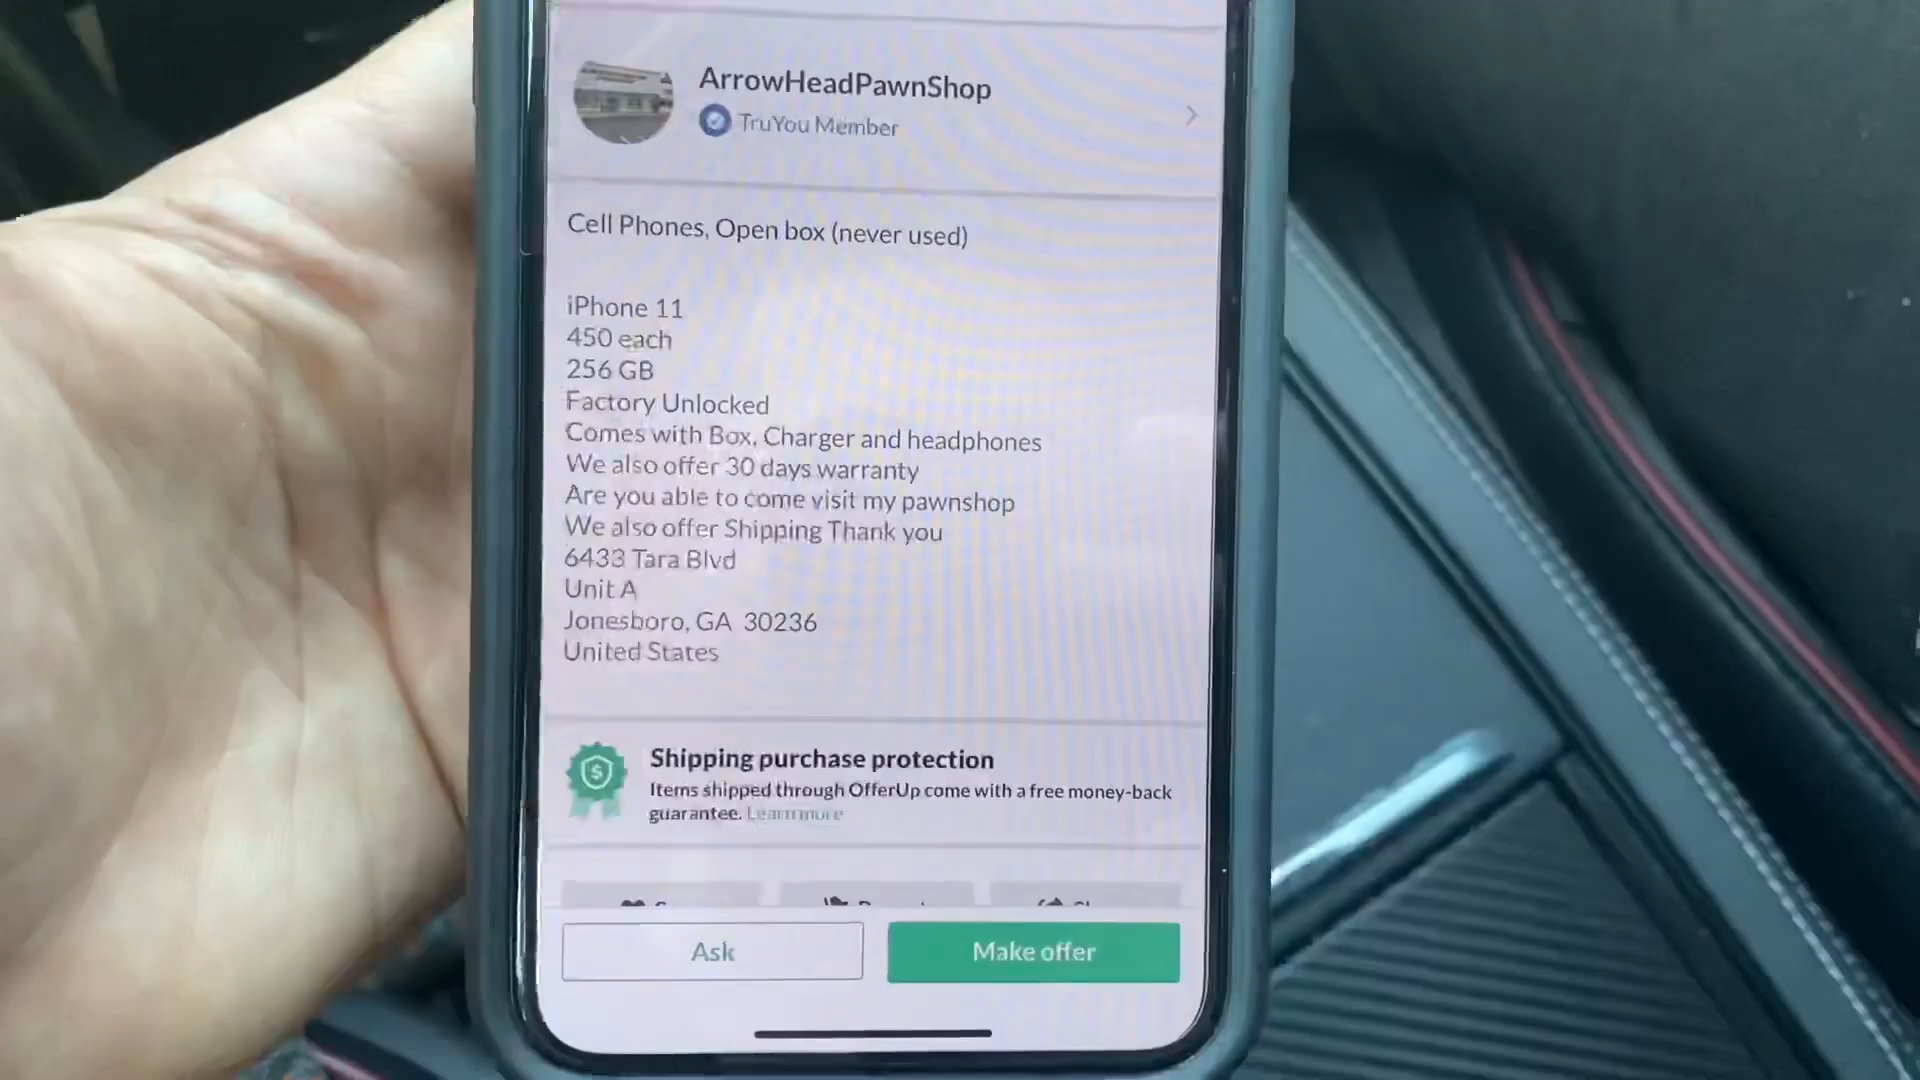 ArrowHeadPawnShop
TruYou Member
Cell Phones, Open box (never used)
iPhone 11
450 each
256 GB
Factory Unlocked
Comes with Box, Charger and headphones
We also offer 30 days warranty
Are you able to come visit my pawnshop
We also offer Shipping Thank you
6433 Tara Blvd
Unit A
Jonesboro, GA 30236
United States
Shipping purchase protection
Items shipped through OfferUp come with a free money-back
guarantee. Learn more
Ask
Make offer